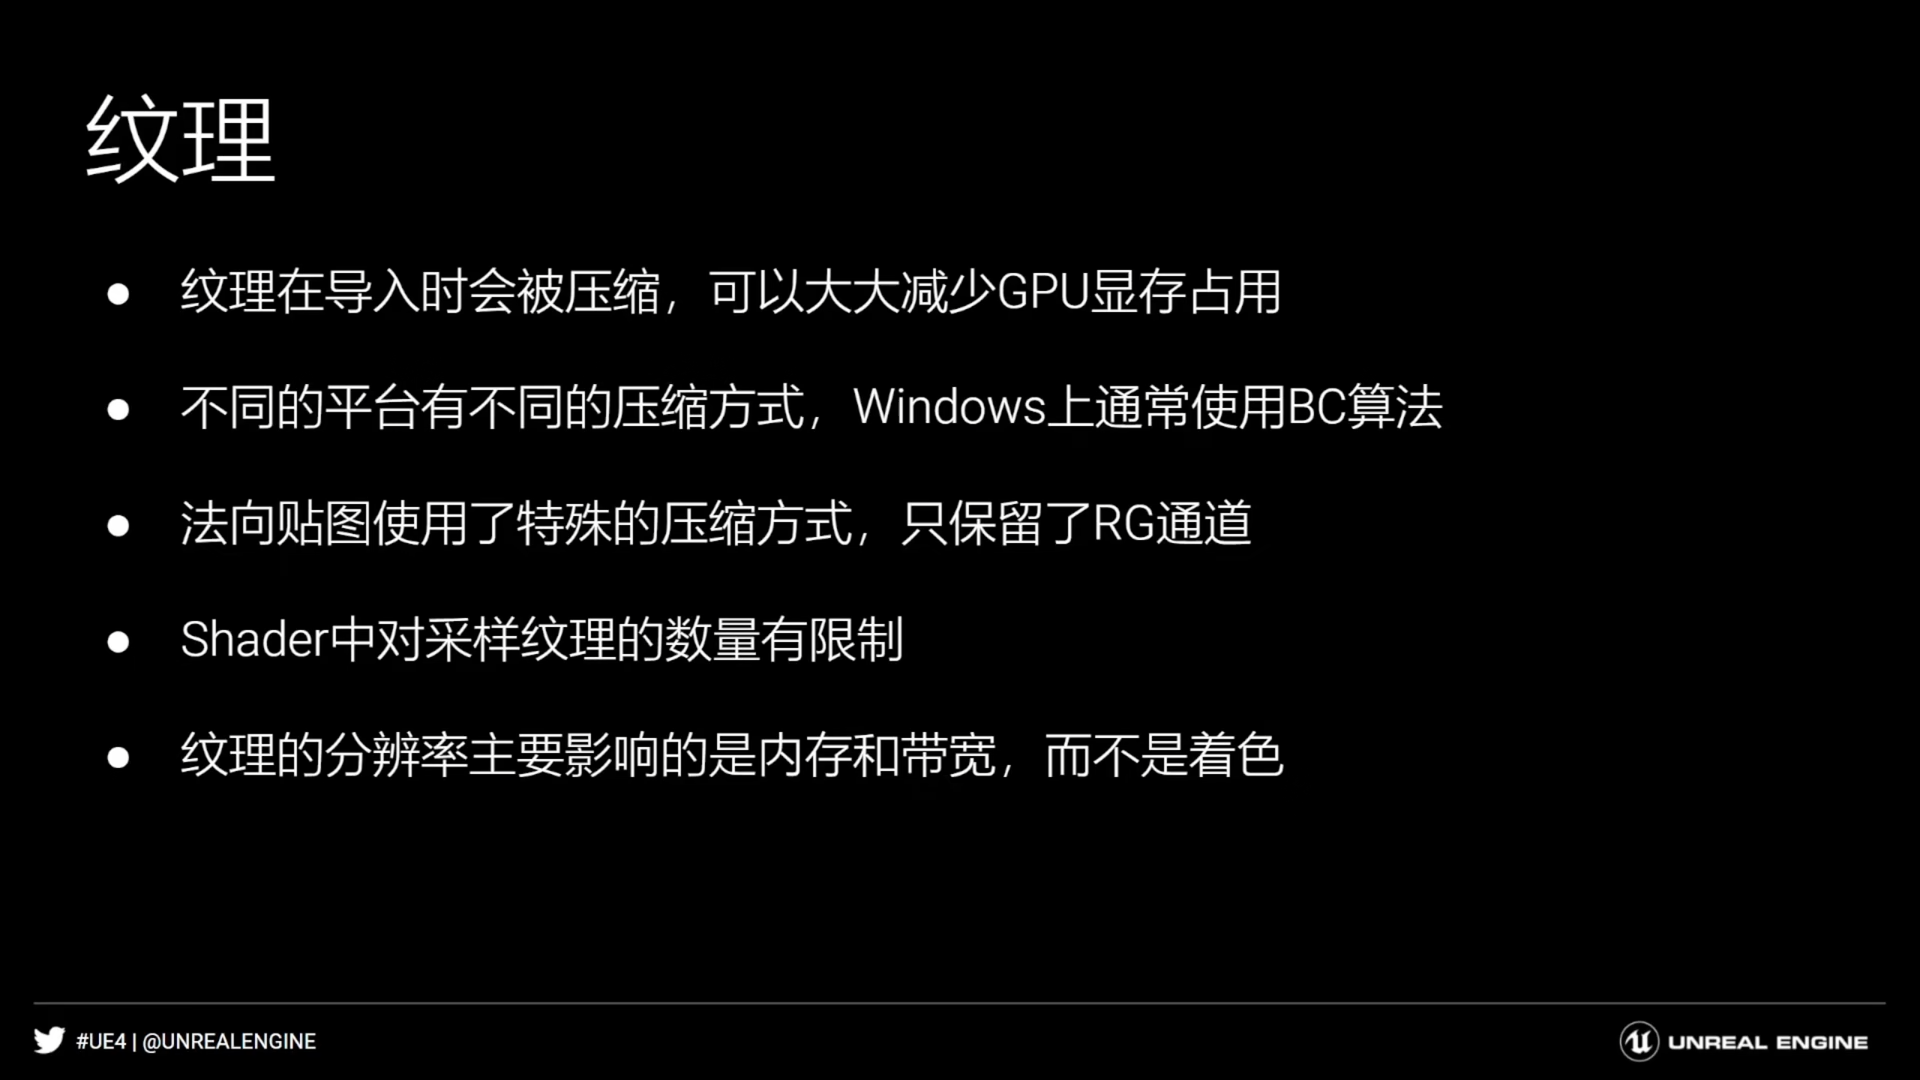 纹理
● 纹理在导入时会被压缩，可以大大减少GPU显存占用
● 不同的平台有不同的压缩方式，Windows上通常使用BC算法
● 法向贴图使用了特殊的压缩方式，只保留了RG通道
● Shader中对采样纹理的数量有限制
● 纹理的分辨率主要影响的是内存和带宽，而不是着色
#UE4 | @UNREALENGINE
UNREAL ENGINE